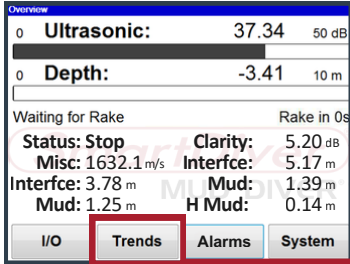 Overview
0 Ultrasonic: 37.34 50 dB
0 Depth: -3.41 10 m
Waiting for Rake Rake in 0s
Status: Stop Clarity: 5.20 dB
Misc: 1632.1 m/s Interfce: 5.17 m
Interfce: 3.78 m Mud: 1.39 m
Mud: 1.25 m H Mud: 0.14 m
I/O Trends Alarms System